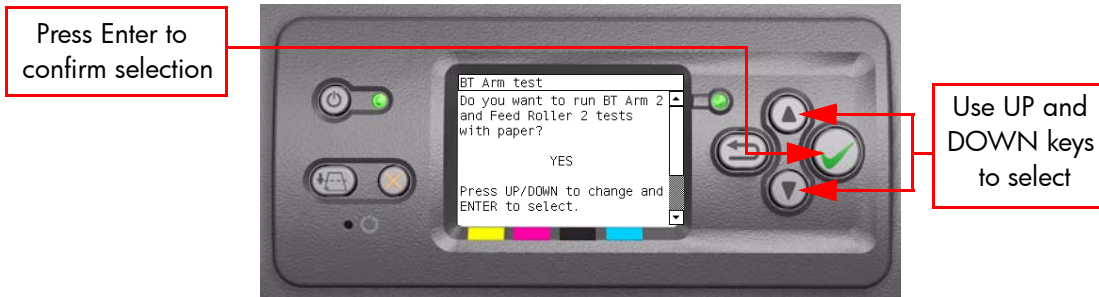 Press Enter to
confirm selection
BT Arm test
Do you want to run BT Arm 2
and Feed Roller 2 tests
with paper?
YES
Press UP/DOWN to change and
ENTER to select.
Use UP and
DOWN keys
to select